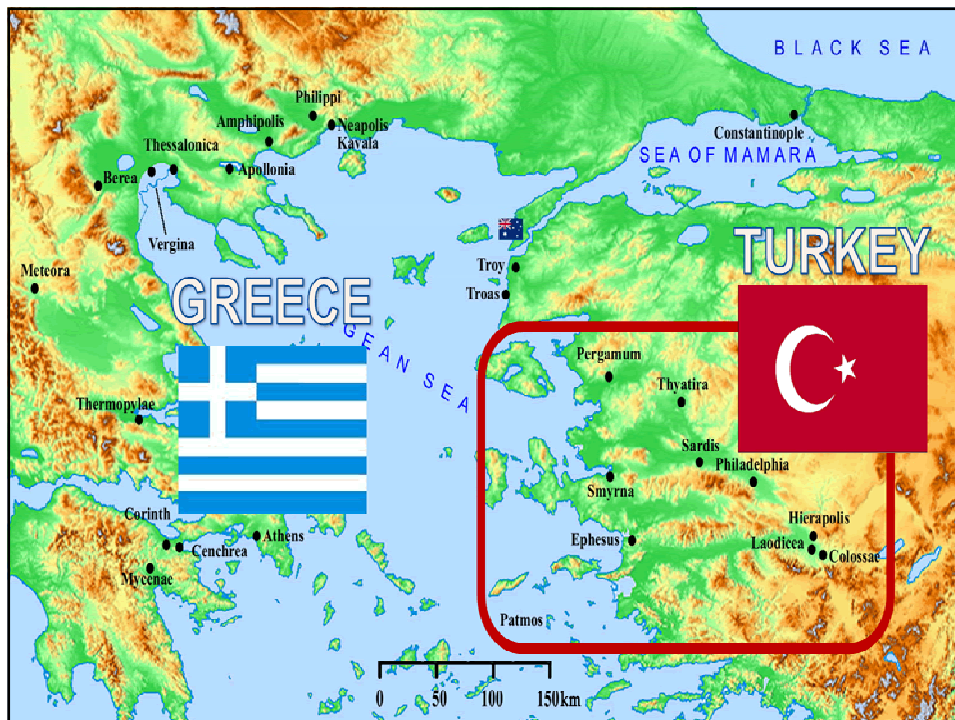 BLACK SEA
Philippi
Amphipolis
Neapolis
Kavala
Constantinople
Thessalonica
SEA OF MAMARA
Berea
Apollonia
Vergina
TURKEY
Troy
Meteora
GREECE
Troas
GEAN SEA
Pergamum
Thyatira
Thermopylae
Sardis
Philadelphia
Smyrna
Corinth
Hierapolis
Athens
Ephesus
Laodicea
Cenchrea
Colossae
Mycenae
Patmos
0 50 100 150km